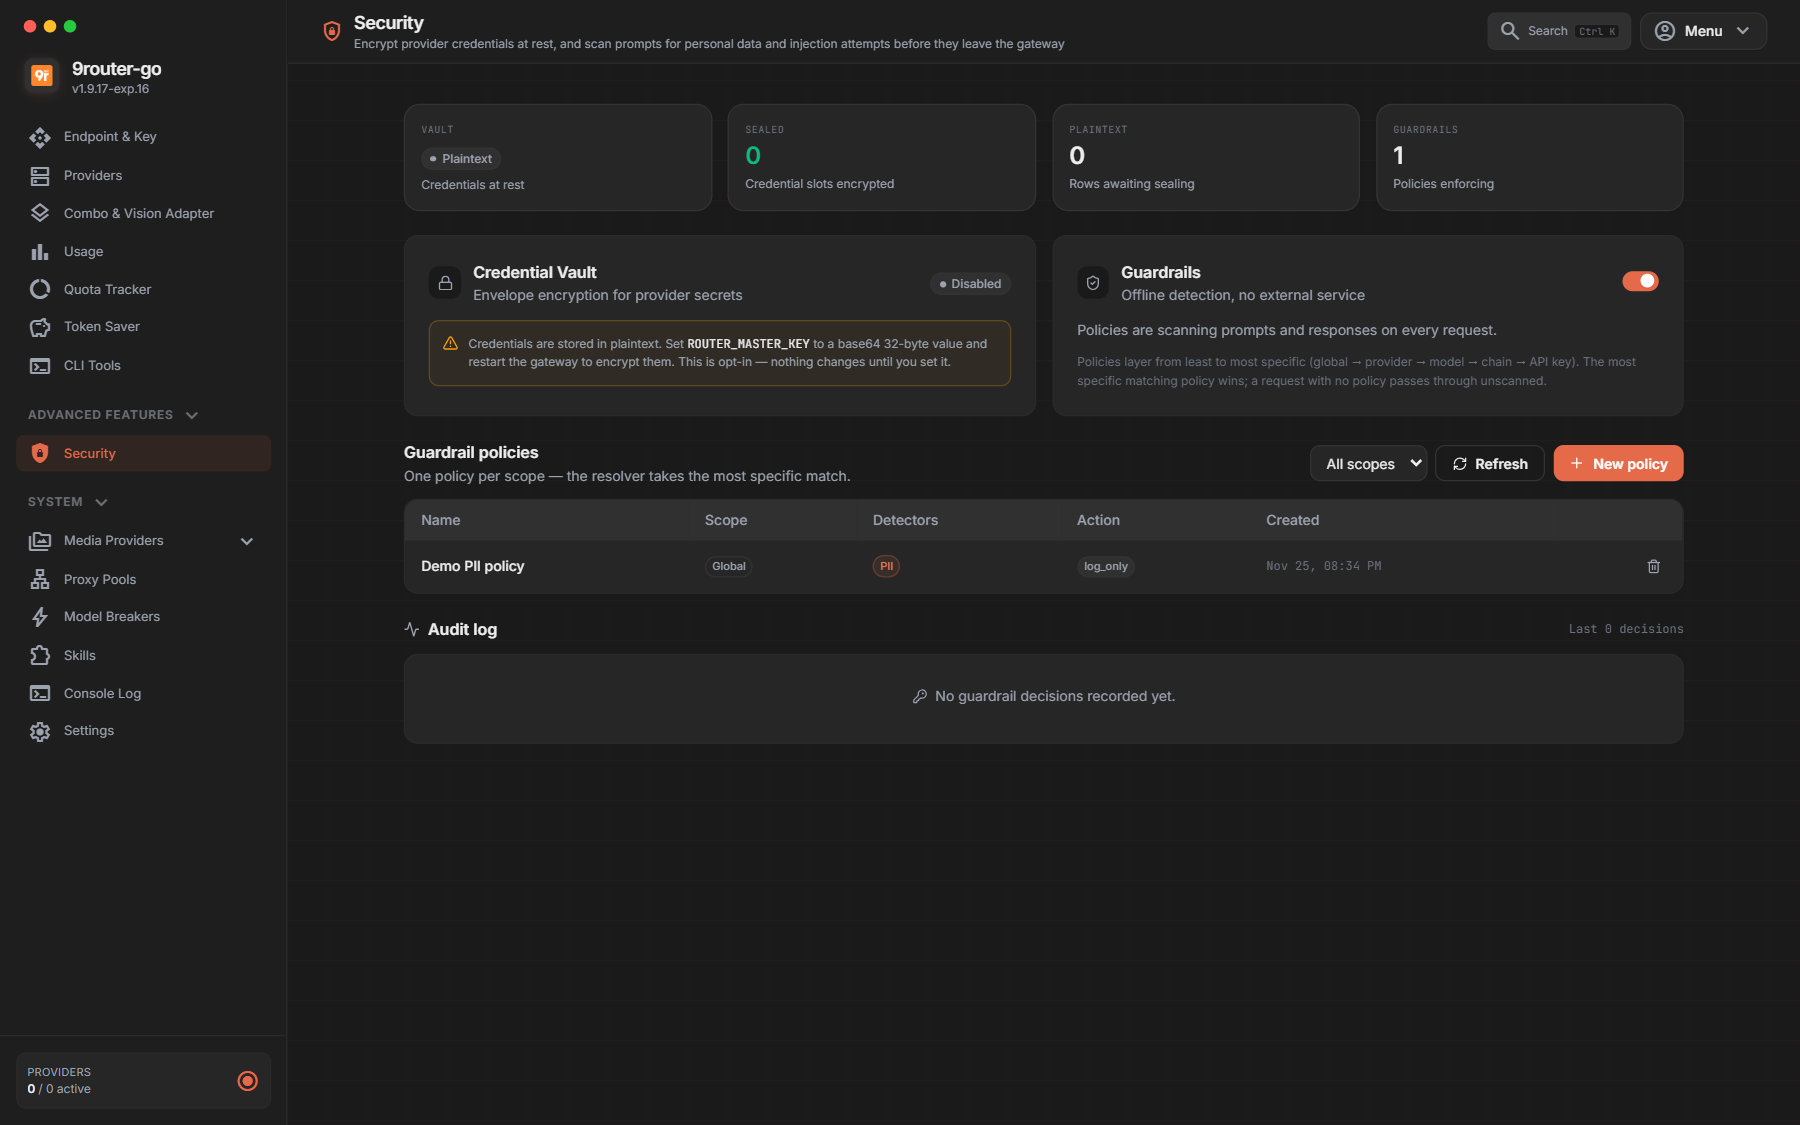 9r
9router-go
v1.9.17-exp.16
Endpoint & Key
Providers
Combo & Vision Adapter
Usage
Quota Tracker
Token Saver
CLI Tools
ADVANCED FEATURES
Security
SYSTEM
Media Providers
Proxy Pools
Model Breakers
Skills
Console Log
Settings
PROVIDERS
0 / 0 active
Security
Encrypt provider credentials at rest, and scan prompts for personal data and injection attempts before they leave the gateway
Search Ctrl K
Menu
VAULT
Plaintext
Credentials at rest
SEALED
0
Credential slots encrypted
PLAINTEXT
0
Rows awaiting sealing
GUARDRAILS
1
Policies enforcing
Credential Vault
Envelope encryption for provider secrets
Disabled
Credentials are stored in plaintext. Set ROUTER_MASTER_KEY to a base64 32-byte value and
restart the gateway to encrypt them. This is opt-in — nothing changes until you set it.
Guardrails
Offline detection, no external service
Policies are scanning prompts and responses on every request.
Policies layer from least to most specific (global → provider → model → chain → API key). The most
specific matching policy wins; a request with no policy passes through unscanned.
Guardrail policies
One policy per scope — the resolver takes the most specific match.
All scopes
Refresh
New policy
Name Scope Detectors Action Created
Demo PII policy Global PII log_only Nov 25, 08:34 PM
Audit log
Last 0 decisions
No guardrail decisions recorded yet.